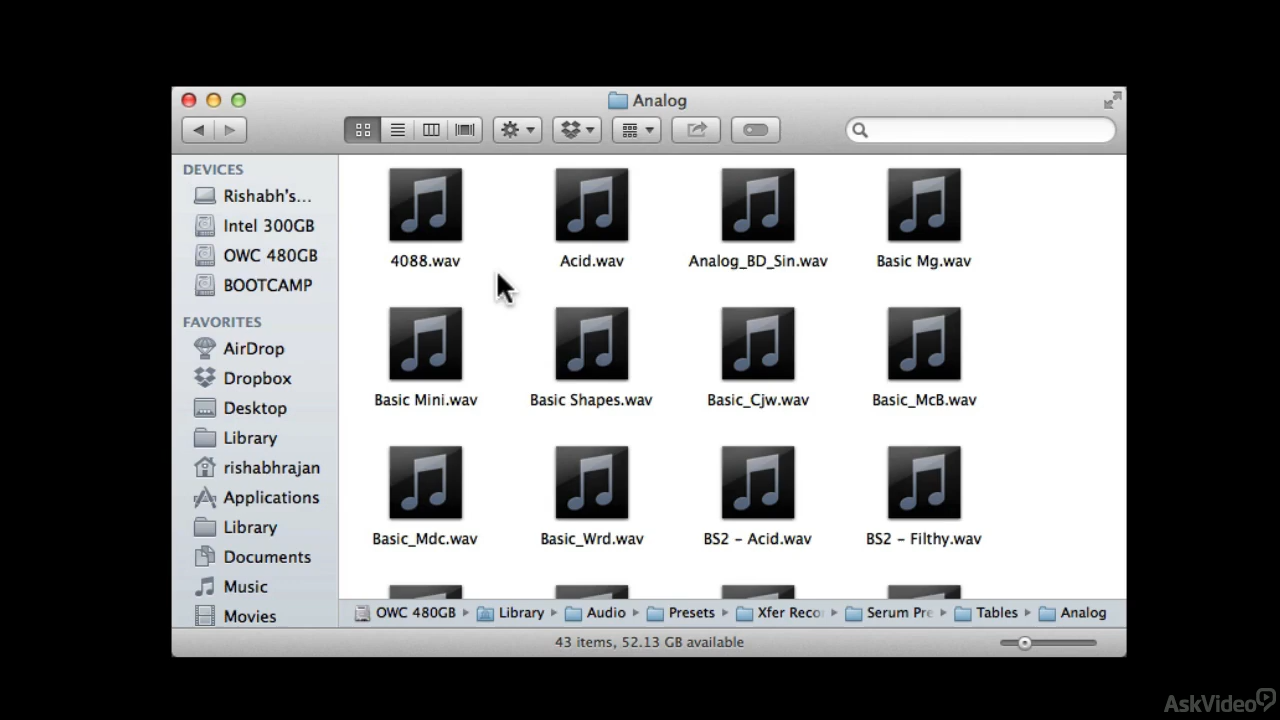 Analog
DEVICES
Rishabh's...
Intel 300GB
OWC 480GB
BOOTCAMP
FAVORITES
AirDrop
Dropbox
Desktop
Library
rishabhrajan
Applications
Library
Documents
Music
Movies
4088.wav Acid.wav Analog_BD_Sin.wav Basic Mg.wav
Basic Mini.wav Basic Shapes.wav Basic_Cjw.wav Basic_McB.wav
Basic_Mdc.wav Basic_Wrd.wav BS2 - Acid.wav BS2 - Filthy.wav
OWC 480GB Library Audio Presets Xfer Reco Serum Pre Tables Analog
43 items, 52.13 GB available
AskVideo